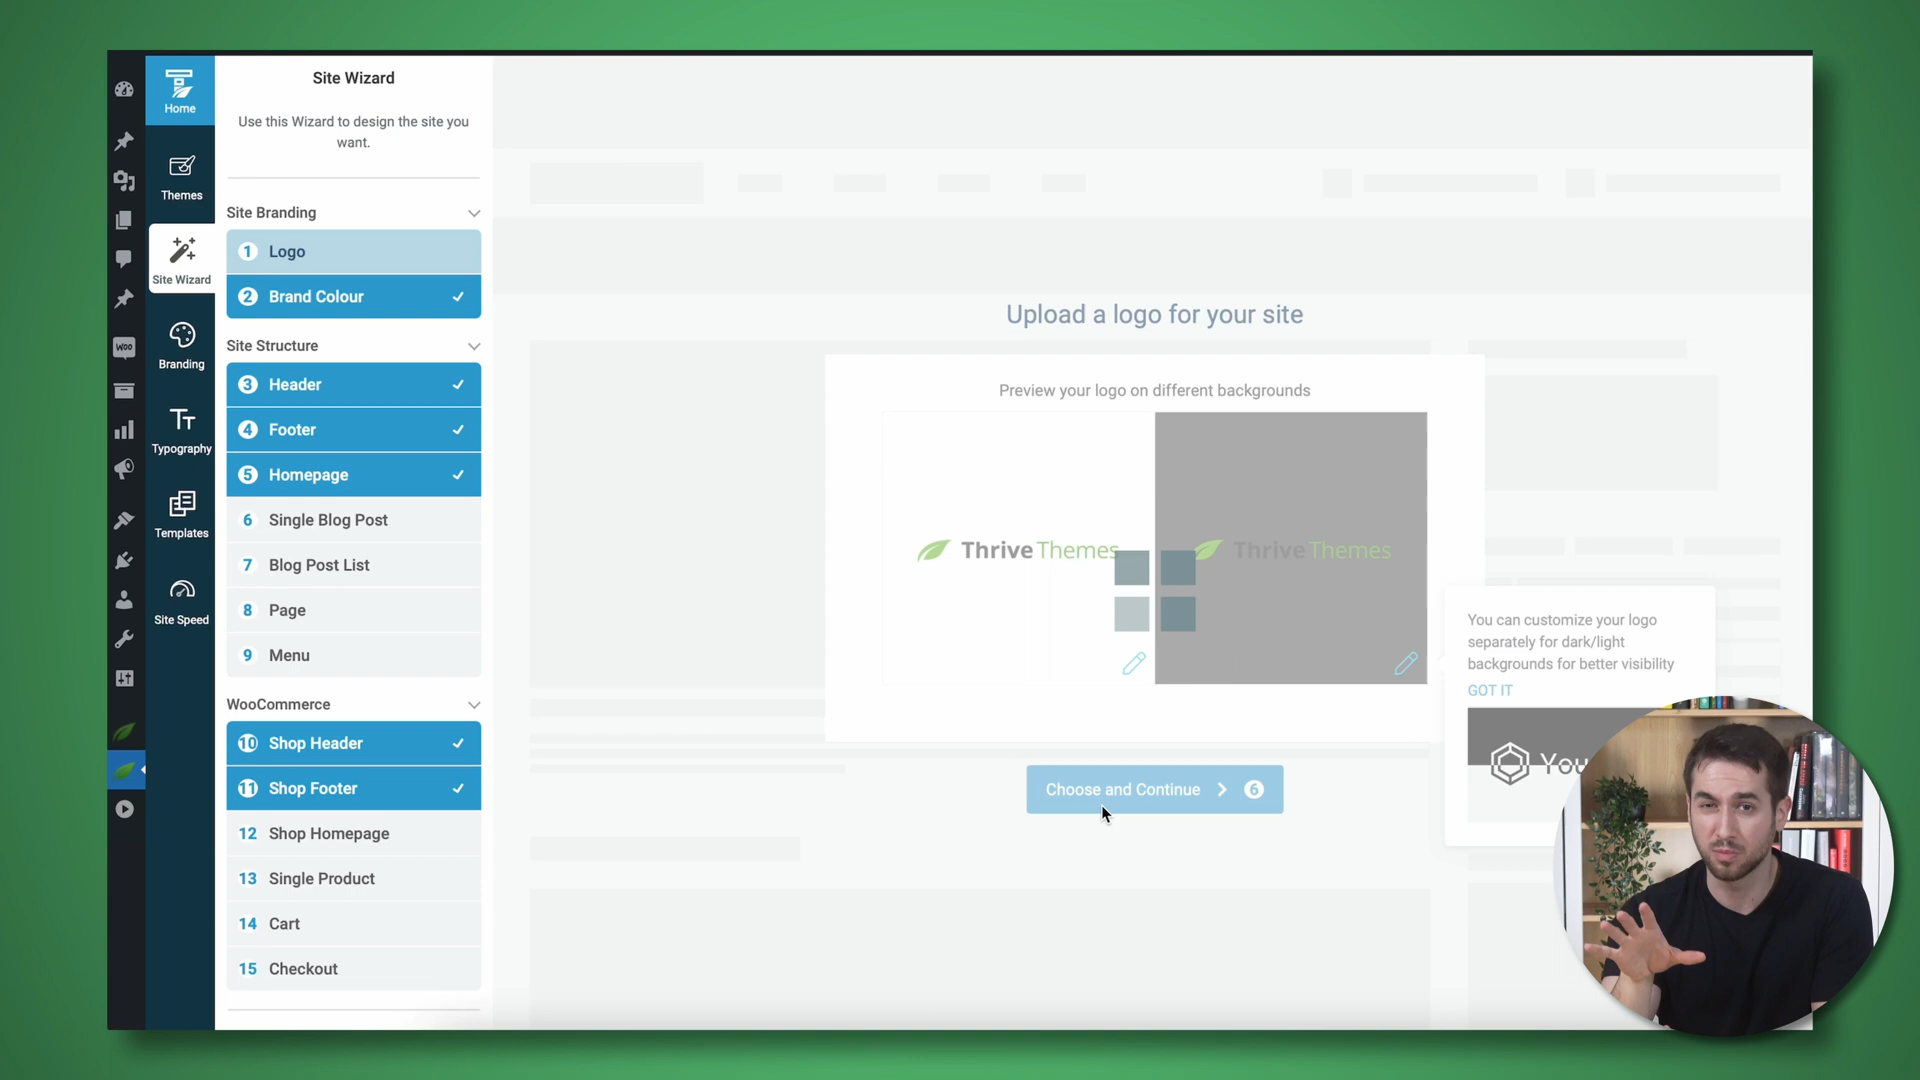 Home
Themes
Site Wizard
Branding
Typography
Templates
Site Speed
Woo
Site Wizard
Use this Wizard to design the site you
want.
Site Branding
1 Logo
2 Brand Colour
Site Structure
3 Header
4 Footer
5 Homepage
6 Single Blog Post
7 Blog Post List
8 Page
9 Menu
WooCommerce
10 Shop Header
11 Shop Footer
12 Shop Homepage
13 Single Product
14 Cart
15 Checkout
Upload a logo for your site
Preview your logo on different backgrounds
Thrive Themes
Thrive Themes
Choose and Continue 6
You can customize your logo
separately for dark/light
backgrounds for better visibility
GOT IT
You